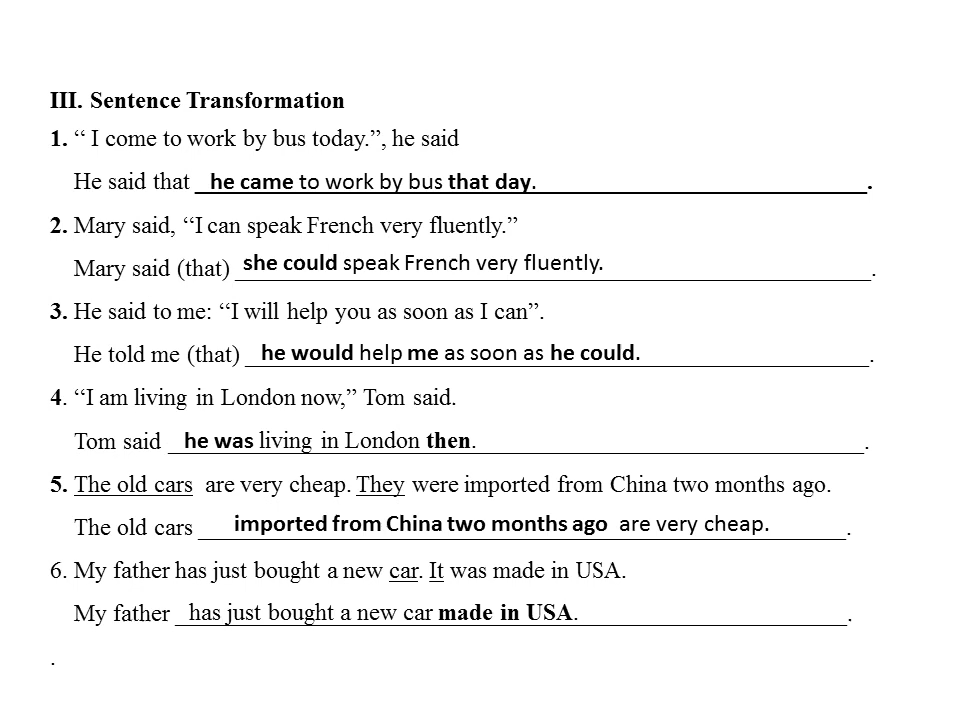 III. Sentence Transformation
1. “ I come to work by bus today.”, he said
He said that he came to work by bus that day. .
2. Mary said, “I can speak French very fluently.”
Mary said (that) she could speak French very fluently. .
3. He said to me: “I will help you as soon as I can”.
He told me (that) he would help me as soon as he could. .
4. “I am living in London now,” Tom said.
Tom said he was living in London then. .
5. The old cars are very cheap. They were imported from China two months ago.
The old cars imported from China two months ago are very cheap. .
6. My father has just bought a new car. It was made in USA.
My father has just bought a new car made in USA. .
.